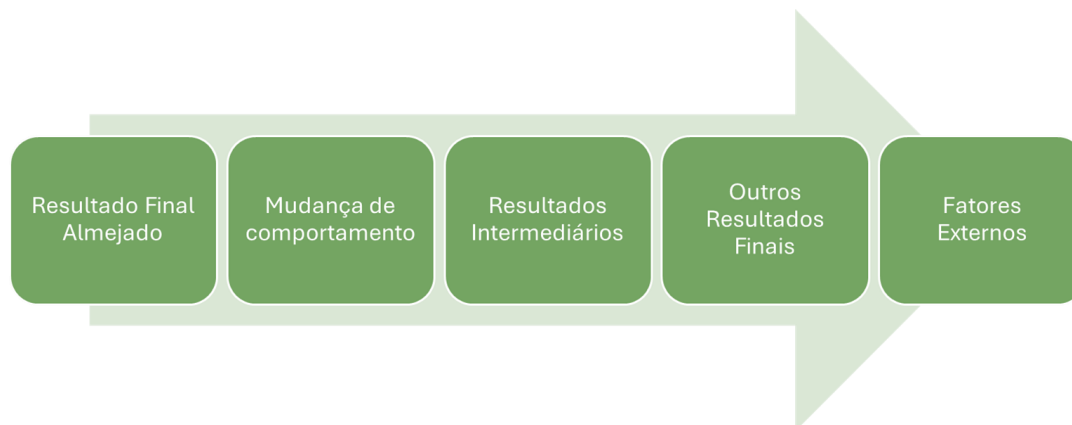 Resultado Final
Almejado
Mudança de
comportamento
Resultados
Intermediários
Outros
Resultados
Finais
Fatores
Externos